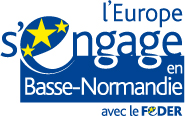 l'Europe
s'engage
en
Basse-Normandie
avec le FEDER